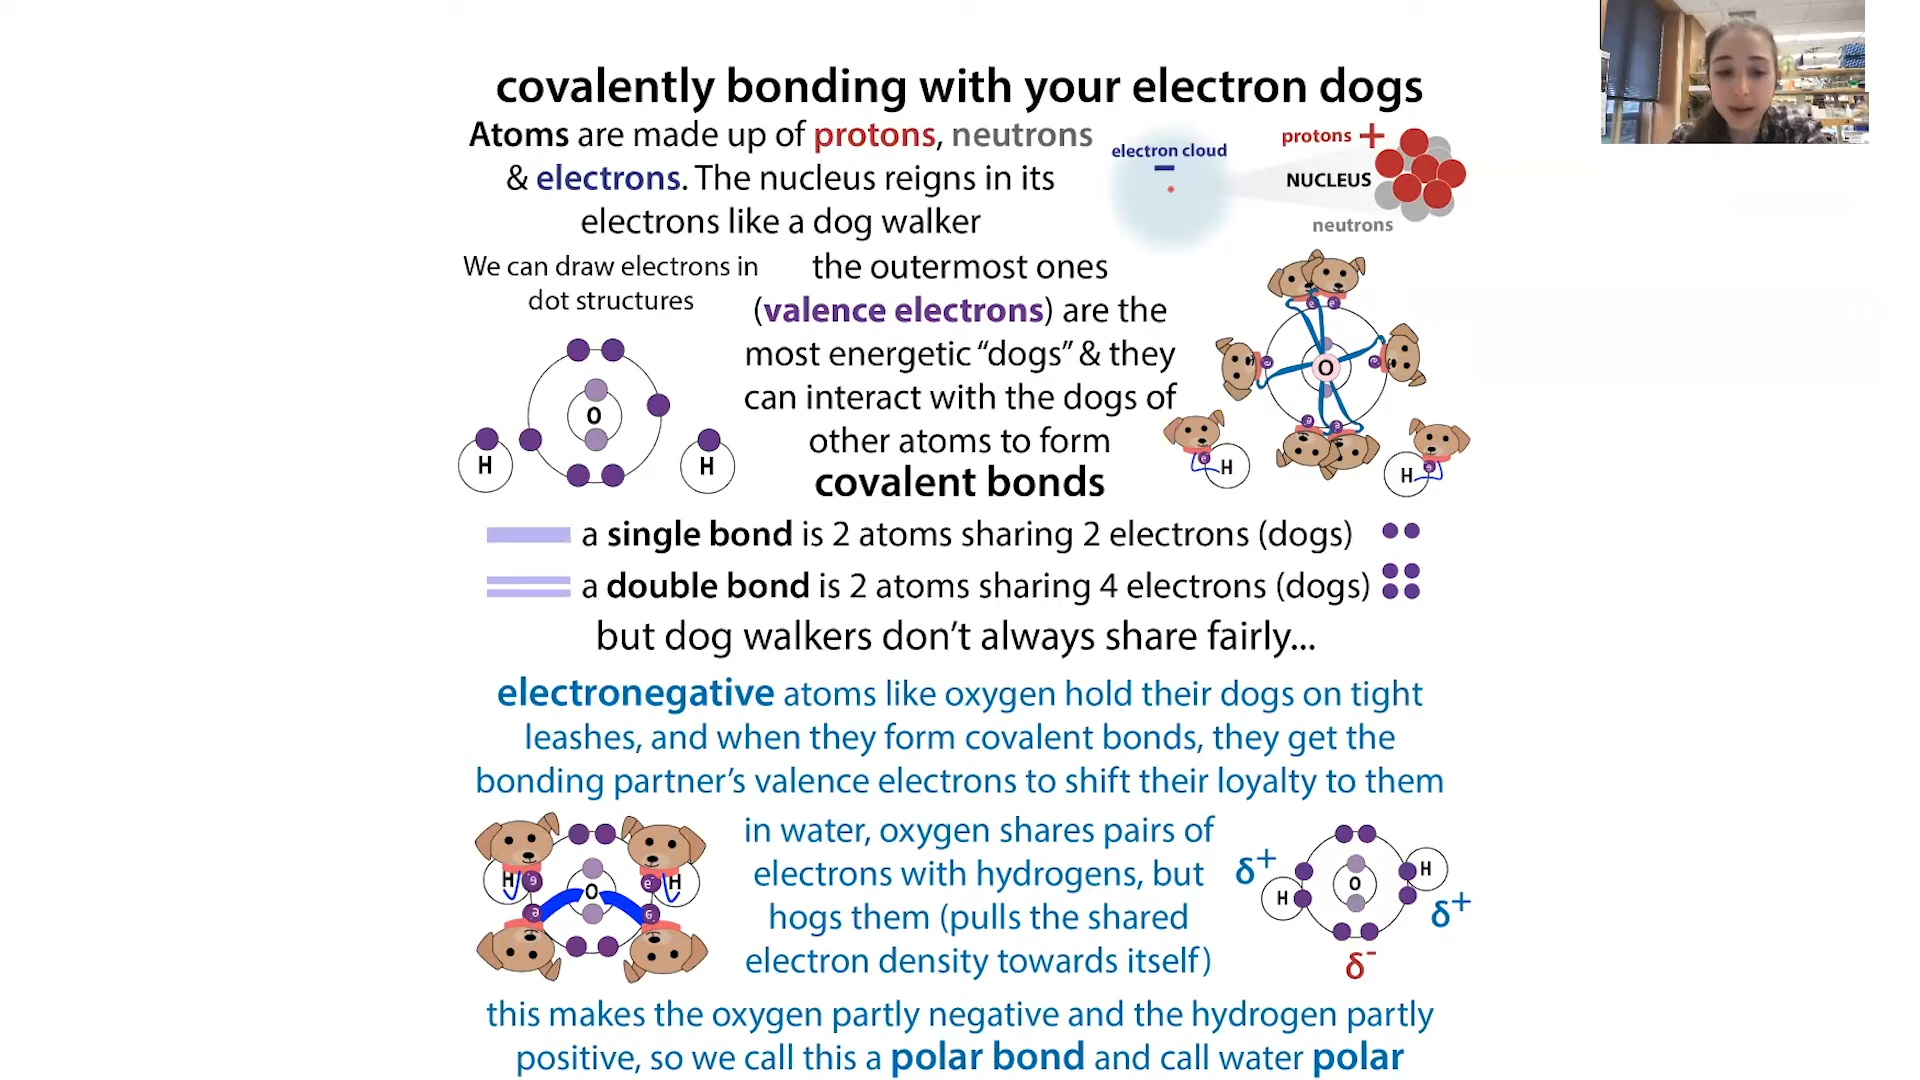 covalently bonding with your electron dogs
Atoms are made up of protons, neutrons
& electrons. The nucleus reigns in its
electrons like a dog walker
electron cloud
–
protons +
NUCLEUS
neutrons
We can draw electrons in
dot structures
O
H
H
the outermost ones
(valence electrons) are the
most energetic “dogs” & they
can interact with the dogs of
other atoms to form
covalent bonds
e e
e
e
O
e e
e
H
H
e
a single bond is 2 atoms sharing 2 electrons (dogs)
a double bond is 2 atoms sharing 4 electrons (dogs)
but dog walkers don’t always share fairly...
electronegative atoms like oxygen hold their dogs on tight
leashes, and when they form covalent bonds, they get the
bonding partner’s valence electrons to shift their loyalty to them
H e
O
e H
e
e
in water, oxygen shares pairs of
electrons with hydrogens, but
hogs them (pulls the shared
electron density towards itself)
δ+
H
O
H
δ+
δ-
this makes the oxygen partly negative and the hydrogen partly
positive, so we call this a polar bond and call water polar